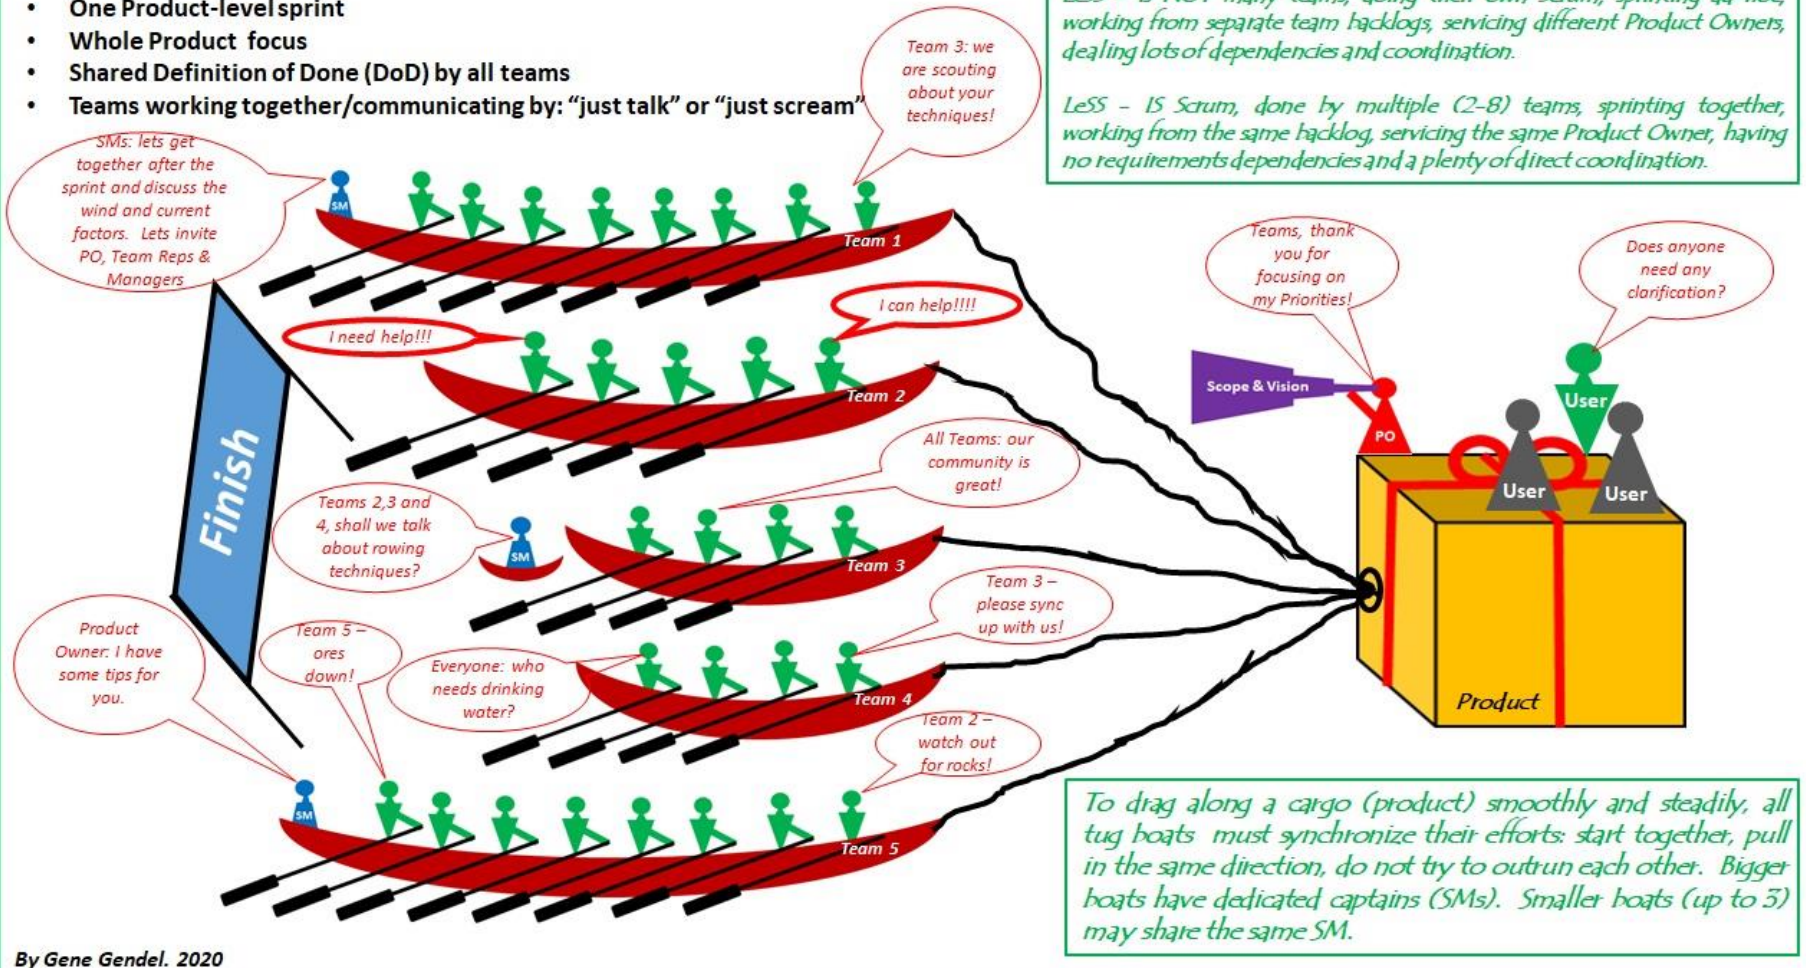 • One Product-level sprint
• Whole Product focus
• Shared Definition of Done (DoD) by all teams
• Teams working together/communicating by: “just talk” or “just scream”
working from separate team backlogs, servicing different Product Owners,
dealing lots of dependencies and coordination.
LeSS – IS Scrum, done by multiple (2-8) teams, sprinting together,
working from the same backlog, servicing the same Product Owner, having
no requirements dependencies and a plenty of direct coordination.
Team 3: we
are scouting
about your
techniques!
SMs: lets get
together after the
sprint and discuss the
wind and current
factors. Lets invite
PO, Team Reps &
Managers
SM
Team 1
Teams, thank
you for
focusing on
my Priorities!
Does anyone
need any
clarification?
I need help!!!
I can help!!!!
Team 2
Scope & Vision
PO
User
User
User
Finish
All Teams: our
community is
great!
Teams 2,3 and
4, shall we talk
about rowing
techniques?
SM
Team 3
Team 3 –
please sync
up with us!
Product
Owner: I have
some tips for
you.
Team 5 –
ores
down!
Everyone: who
needs drinking
water?
Team 4
Product
Team 2 –
watch out
for rocks!
SM
Team 5
To drag along a cargo (product) smoothly and steadily, all
tug boats must synchronize their efforts: start together, pull
in the same direction, do not try to outrun each other. Bigger
boats have dedicated captains (SMs). Smaller boats (up to 3)
may share the same SM.
By Gene Gendel. 2020